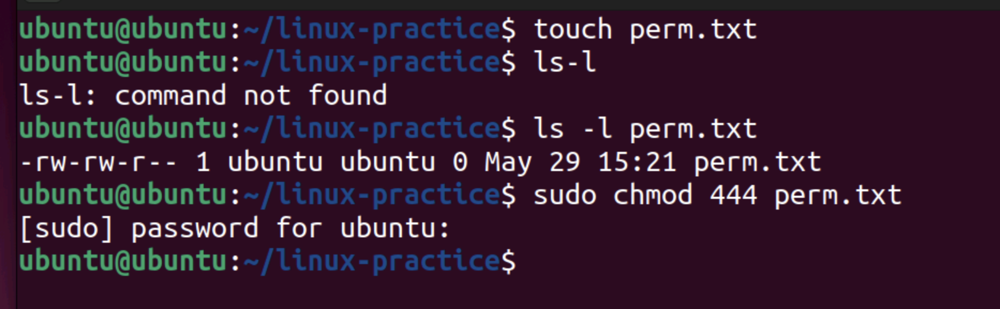 ubuntu@ubuntu:~/linux-practice$ touch perm.txt
ubuntu@ubuntu:~/linux-practice$ ls-l
ls-l: command not found
ubuntu@ubuntu:~/linux-practice$ ls -l perm.txt
-rw-rw-r-- 1 ubuntu ubuntu 0 May 29 15:21 perm.txt
ubuntu@ubuntu:~/linux-practice$ sudo chmod 444 perm.txt
[sudo] password for ubuntu:
ubuntu@ubuntu:~/linux-practice$